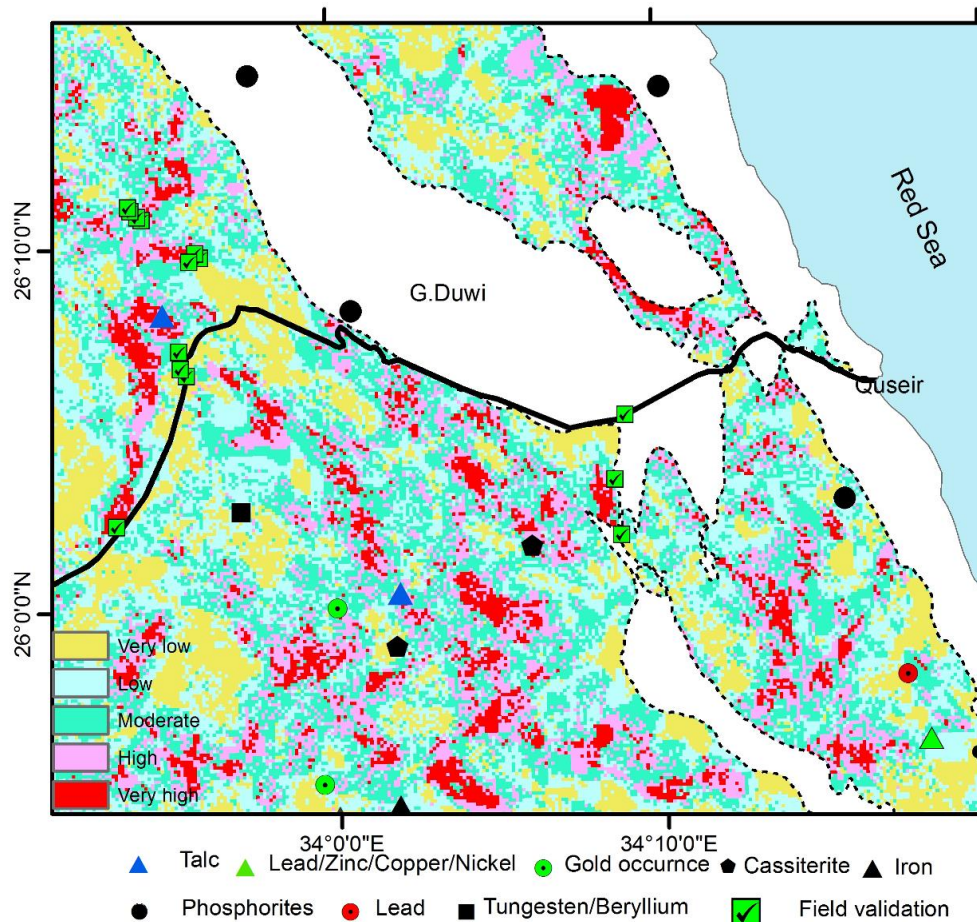 Red Sea
26°10'0"N
G.Duwi
Quseir
26°0'0"N
Very low
Low
Moderate
High
Very high
34°0'0"E
34°10'0"E
Talc
Lead/Zinc/Copper/Nickel
Gold occurnce
Cassiterite
Iron
Phosphorites
Lead
Tungesten/Beryllium
Field validation